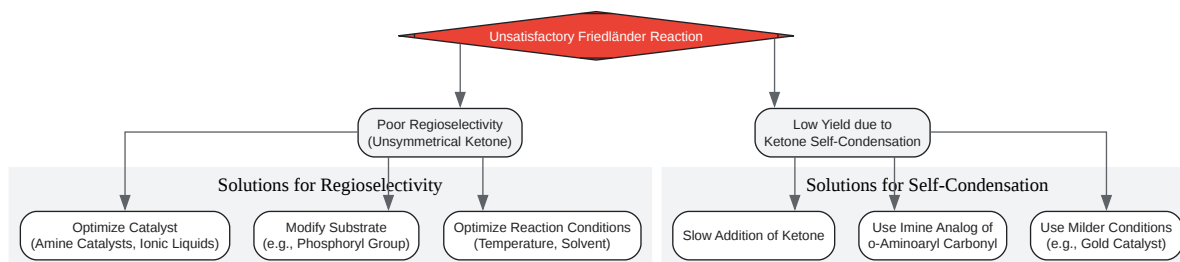 Unsatisfactory Friedländer Reaction
Poor Regioselectivity
(Unsymmetrical Ketone)
Low Yield due to
Ketone Self-Condensation
Solutions for Regioselectivity
Optimize Catalyst
(Amine Catalysts, Ionic Liquids)
Modify Substrate
(e.g., Phosphoryl Group)
Optimize Reaction Conditions
(Temperature, Solvent)
Solutions for Self-Condensation
Slow Addition of Ketone
Use Imine Analog of
o-Aminoaryl Carbonyl
Use Milder Conditions
(e.g., Gold Catalyst)